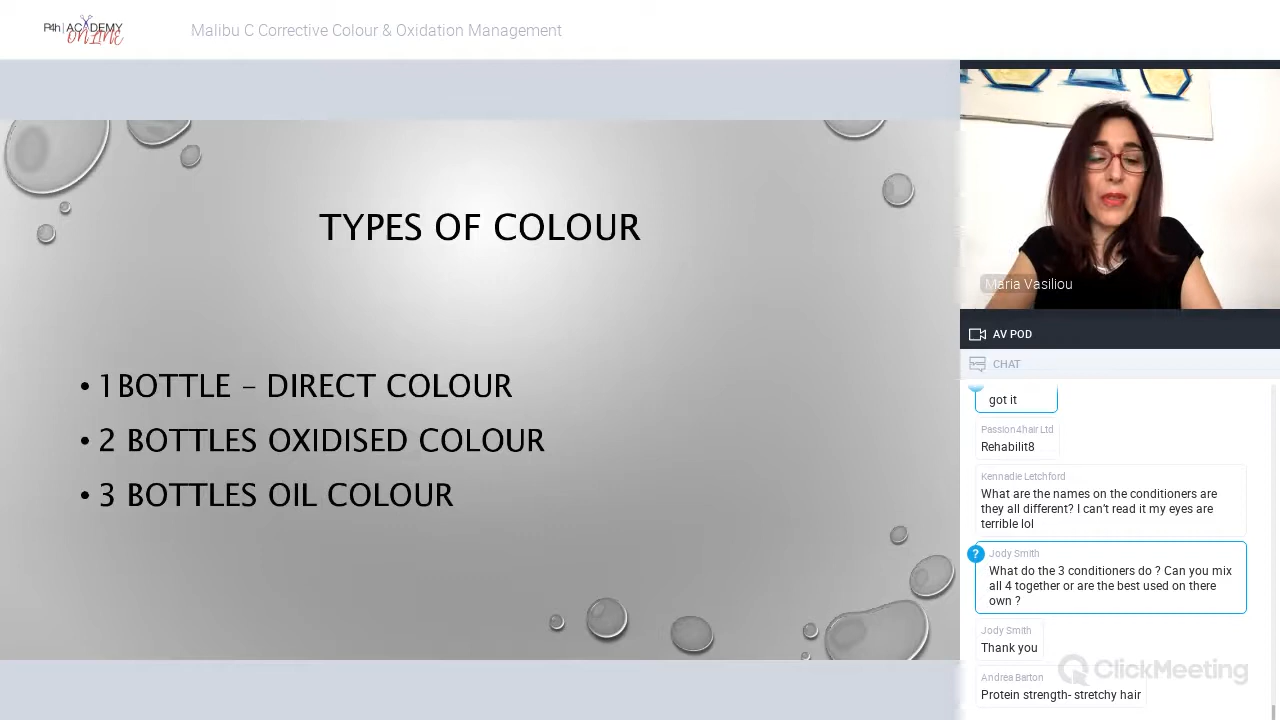 P4h | ACADEMY
ONLINE
Malibu C Corrective Colour & Oxidation Management
TYPES OF COLOUR
• 1BOTTLE – DIRECT COLOUR
• 2 BOTTLES OXIDISED COLOUR
• 3 BOTTLES OIL COLOUR
Maria Vasiliou
AV POD
CHAT
got it
Passion4hair Ltd
Rehabilit8
Kennadie Letchford
What are the names on the conditioners are
they all different? I can’t read it my eyes are
terrible lol
?
Jody Smith
What do the 3 conditioners do ? Can you mix
all 4 together or are the best used on there
own ?
Jody Smith
Thank you
ClickMeeting
Andrea Barton
Protein strength- stretchy hair